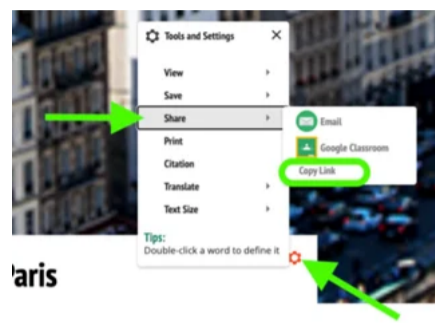 Tools and Settings
View
Save
Share
Print
Citation
Translate
Text Size
Tips:
Double-click a word to define it
Email
Google Classroom
Copy Link
aris